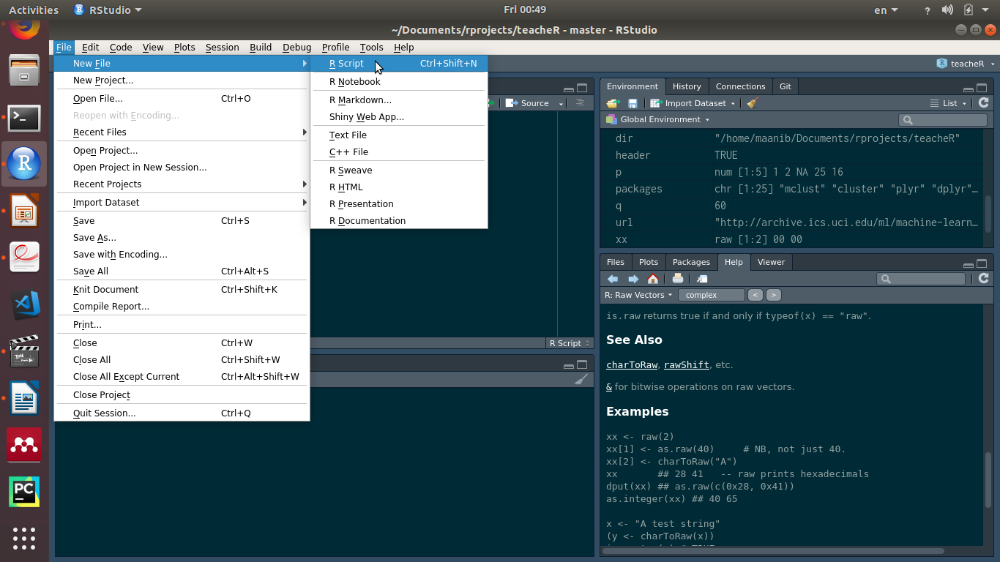 Activities RStudio Fri 00:49 en ?
~/Documents/rprojects/teacheR - master - RStudio
File Edit Code View Plots Session Build Debug Profile Tools Help
New File
New Project...
Open File... Ctrl+O
Reopen with Encoding...
Recent Files
Open Project...
Open Project in New Session...
Recent Projects
Import Dataset
Save Ctrl+S
Save As...
Save with Encoding...
Save All Ctrl+Alt+S
Knit Document Ctrl+Shift+K
Compile Report...
Print...
Close Ctrl+W
Close All Ctrl+Shift+W
Close All Except Current Ctrl+Alt+Shift+W
Close Project
Quit Session... Ctrl+Q
R Script Ctrl+Shift+N
R Notebook
R Markdown...
Shiny Web App...
Text File
C++ File
R Sweave
R HTML
R Presentation
R Documentation
Source
R Script
teacheR
Environment History Connections Git
Import Dataset List
Global Environment
dir "/home/maanib/Documents/rprojects/teacheR"
header TRUE
p num [1:5] 1 2 NA 25 16
packages chr [1:25] "mclust" "cluster" "plyr" "dplyr"…
q 60
url "http://archive.ics.uci.edu/ml/machine-learn…
xx raw [1:2] 00 00
Files Plots Packages Help Viewer
R: Raw Vectors complex < >
is.raw returns true if and only if typeof(x) == "raw".
See Also
charToRaw, rawShift, etc.
& for bitwise operations on raw vectors.
Examples
xx <- raw(2)
xx[1] <- as.raw(40) # NB, not just 40.
xx[2] <- charToRaw("A")
xx ## 28 41 -- raw prints hexadecimals
dput(xx) ## as.raw(c(0x28, 0x41))
as.integer(xx) ## 40 65
x <- "A test string"
(y <- charToRaw(x))
PC